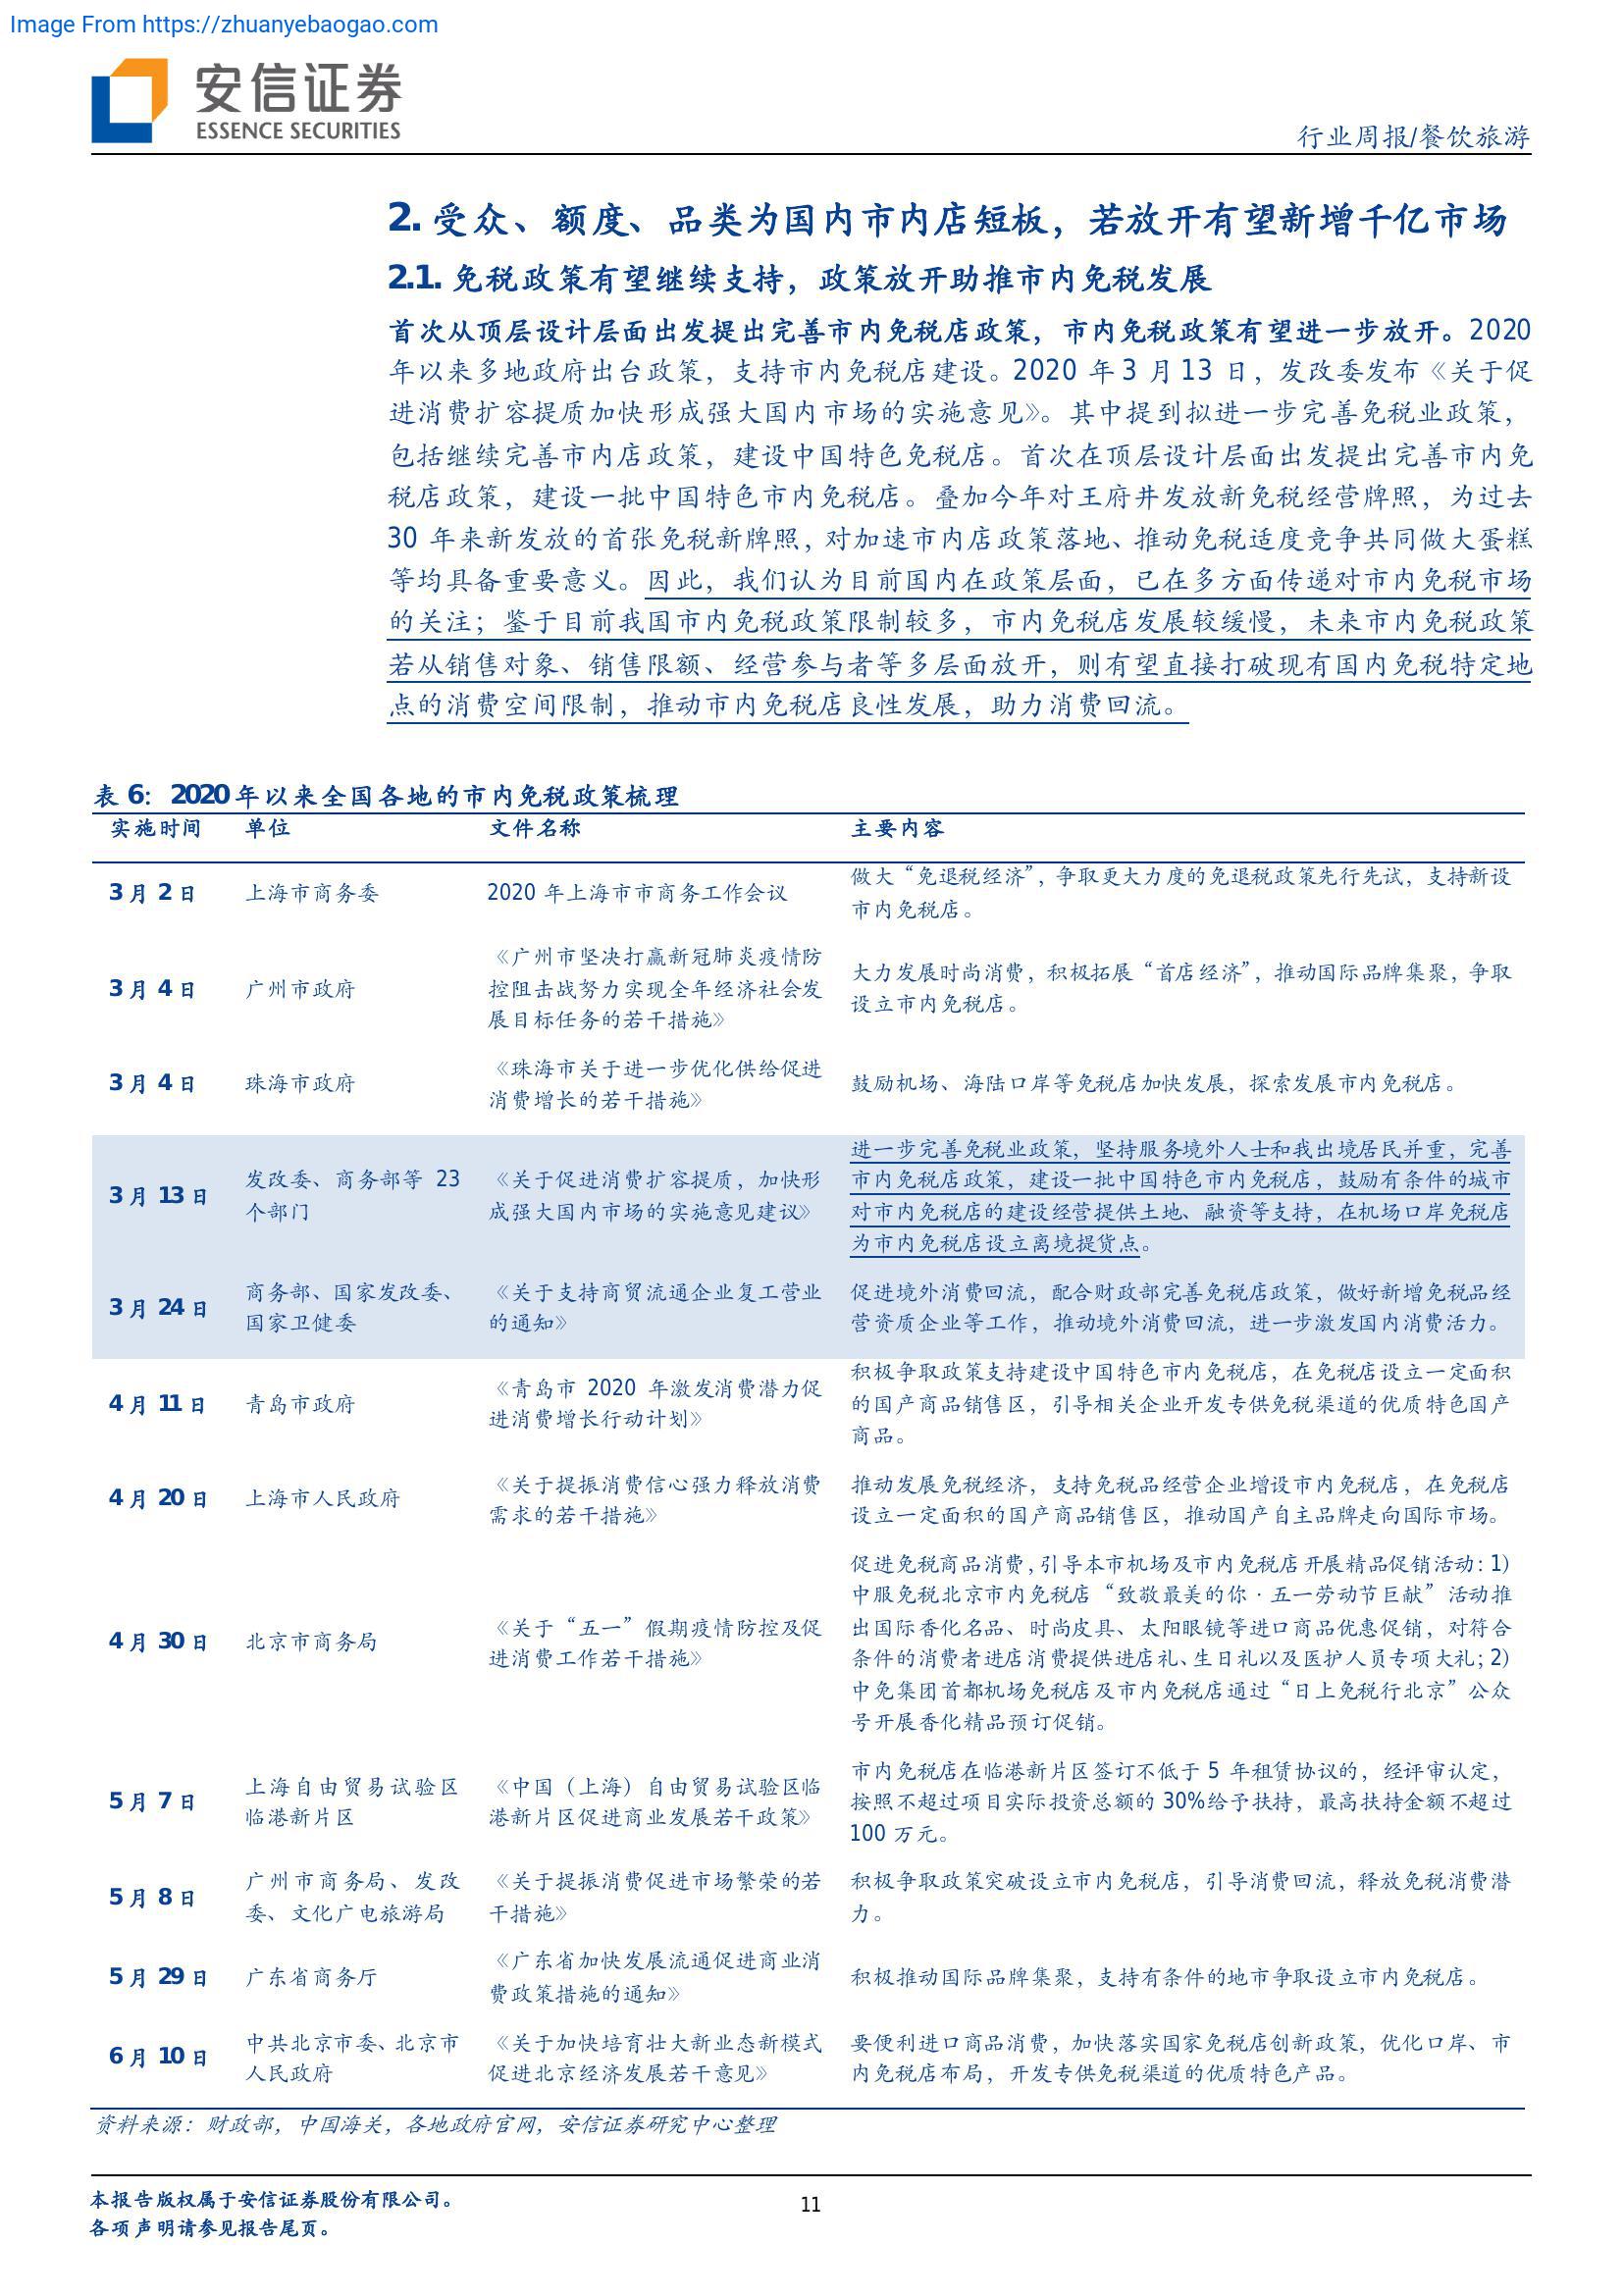 Image From https://zhuanyebaogao.com
安信证券
ESSENCE SECURITIES
行业周报/餐饮旅游
2. 受众、额度、品类为国内市内店短板，若放开有望新增千亿市场
2.1. 免税政策有望继续支持，政策放开助推市内免税发展
首次从顶层设计层面出发提出完善市内免税店政策，市内免税政策有望进一步放开。2020
年以来多地政府出台政策，支持市内免税店建设。2020 年 3 月 13 日，发改委发布《关于促
进消费扩容提质加快形成强大国内市场的实施意见》。其中提到拟进一步完善免税业政策，
包括继续完善市内店政策，建设中国特色免税店。首次在顶层设计层面出发提出完善市内免
税店政策，建设一批中国特色市内免税店。叠加今年对王府井发放新免税经营牌照，为过去
30 年来新发放的首张免税新牌照，对加速市内店政策落地、推动免税适度竞争共同做大蛋糕
等均具备重要意义。因此，我们认为目前国内在政策层面，已在多方面传递对市内免税市场
的关注；鉴于目前我国市内免税政策限制较多，市内免税店发展较缓慢，未来市内免税政策
若从销售对象、销售限额、经营参与者等多层面放开，则有望直接打破现有国内免税特定地
点的消费空间限制，推动市内免税店良性发展，助力消费回流。
表 6：2020 年以来全国各地的市内免税政策梳理
实施时间 单位 文件名称 主要内容
3 月 2 日 上海市商务委 2020 年上海市市商务工作会议
做大“免退税经济”，争取更大力度的免退税政策先行先试，支持新设
市内免税店。
3 月 4 日 广州市政府
《广州市坚决打赢新冠肺炎疫情防
控阻击战努力实现全年经济社会发
展目标任务的若干措施》
大力发展时尚消费，积极拓展“首店经济”，推动国际品牌集聚，争取
设立市内免税店。
3 月 4 日 珠海市政府
《珠海市关于进一步优化供给促进
消费增长的若干措施》
鼓励机场、海陆口岸等免税店加快发展，探索发展市内免税店。
3 月 13 日
发改委、商务部等 23
个部门
《关于促进消费扩容提质，加快形
成强大国内市场的实施意见建议》
进一步完善免税业政策，坚持服务境外人士和我出境居民并重，完善
市内免税店政策，建设一批中国特色市内免税店，鼓励有条件的城市
对市内免税店的建设经营提供土地、融资等支持，在机场口岸免税店
为市内免税店设立离境提货点。
3 月 24 日
商务部、国家发改委、
国家卫健委
《关于支持商贸流通企业复工营业
的通知》
促进境外消费回流，配合财政部完善免税店政策，做好新增免税品经
营资质企业等工作，推动境外消费回流，进一步激发国内消费活力。
4 月 11 日 青岛市政府
《青岛市 2020 年激发消费潜力促
进消费增长行动计划》
积极争取政策支持建设中国特色市内免税店，在免税店设立一定面积
的国产商品销售区，引导相关企业开发专供免税渠道的优质特色国产
商品。
4 月 20 日 上海市人民政府
《关于提振消费信心强力释放消费
需求的若干措施》
推动发展免税经济，支持免税品经营企业增设市内免税店，在免税店
设立一定面积的国产商品销售区，推动国产自主品牌走向国际市场。
4 月 30 日 北京市商务局
《关于“五一”假期疫情防控及促
进消费工作若干措施》
促进免税商品消费，引导本市机场及市内免税店开展精品促销活动：1）
中服免税北京市内免税店“致敬最美的你·五一劳动节巨献”活动推
出国际香化名品、时尚皮具、太阳眼镜等进口商品优惠促销，对符合
条件的消费者进店消费提供进店礼、生日礼以及医护人员专项大礼；2）
中免集团首都机场免税店及市内免税店通过“日上免税行北京”公众
号开展香化精品预订促销。
5 月 7 日
上海自由贸易试验区
临港新片区
《中国（上海）自由贸易试验区临
港新片区促进商业发展若干政策》
市内免税店在临港新片区签订不低于 5 年租赁协议的，经评审认定，
按照不超过项目实际投资总额的 30%给予扶持，最高扶持金额不超过
100 万元。
5 月 8 日
广州市商务局、发改
委、文化广电旅游局
《关于提振消费促进市场繁荣的若
干措施》
积极争取政策突破设立市内免税店，引导消费回流，释放免税消费潜
力。
5 月 29 日 广东省商务厅
《广东省加快发展流通促进商业消
费政策措施的通知》
积极推动国际品牌集聚，支持有条件的地市争取设立市内免税店。
6 月 10 日
中共北京市委、北京市
人民政府
《关于加快培育壮大新业态新模式
促进北京经济发展若干意见》
要便利进口商品消费，加快落实国家免税店创新政策，优化口岸、市
内免税店布局，开发专供免税渠道的优质特色产品。
资料来源：财政部，中国海关，各地政府官网，安信证券研究中心整理
本报告版权属于安信证券股份有限公司。
各项声明请参见报告尾页。
11